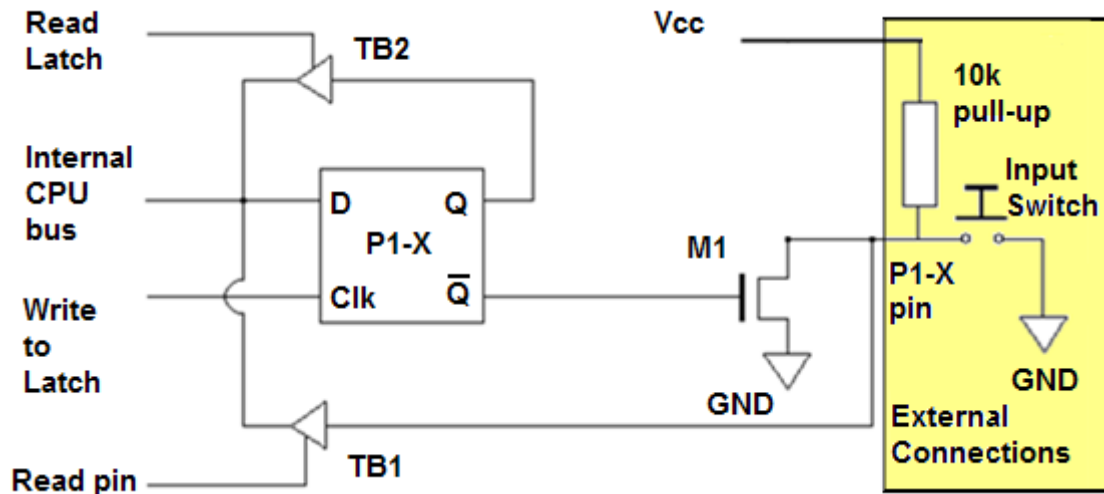 Read
Latch
TB2
Vcc
10k
pull-up
Internal
CPU
bus
D
Q
P1-X
Clk
Q̅
M1
Input
Switch
P1-X
pin
Write
to
Latch
GND
GND
TB1
External
Connections
Read pin